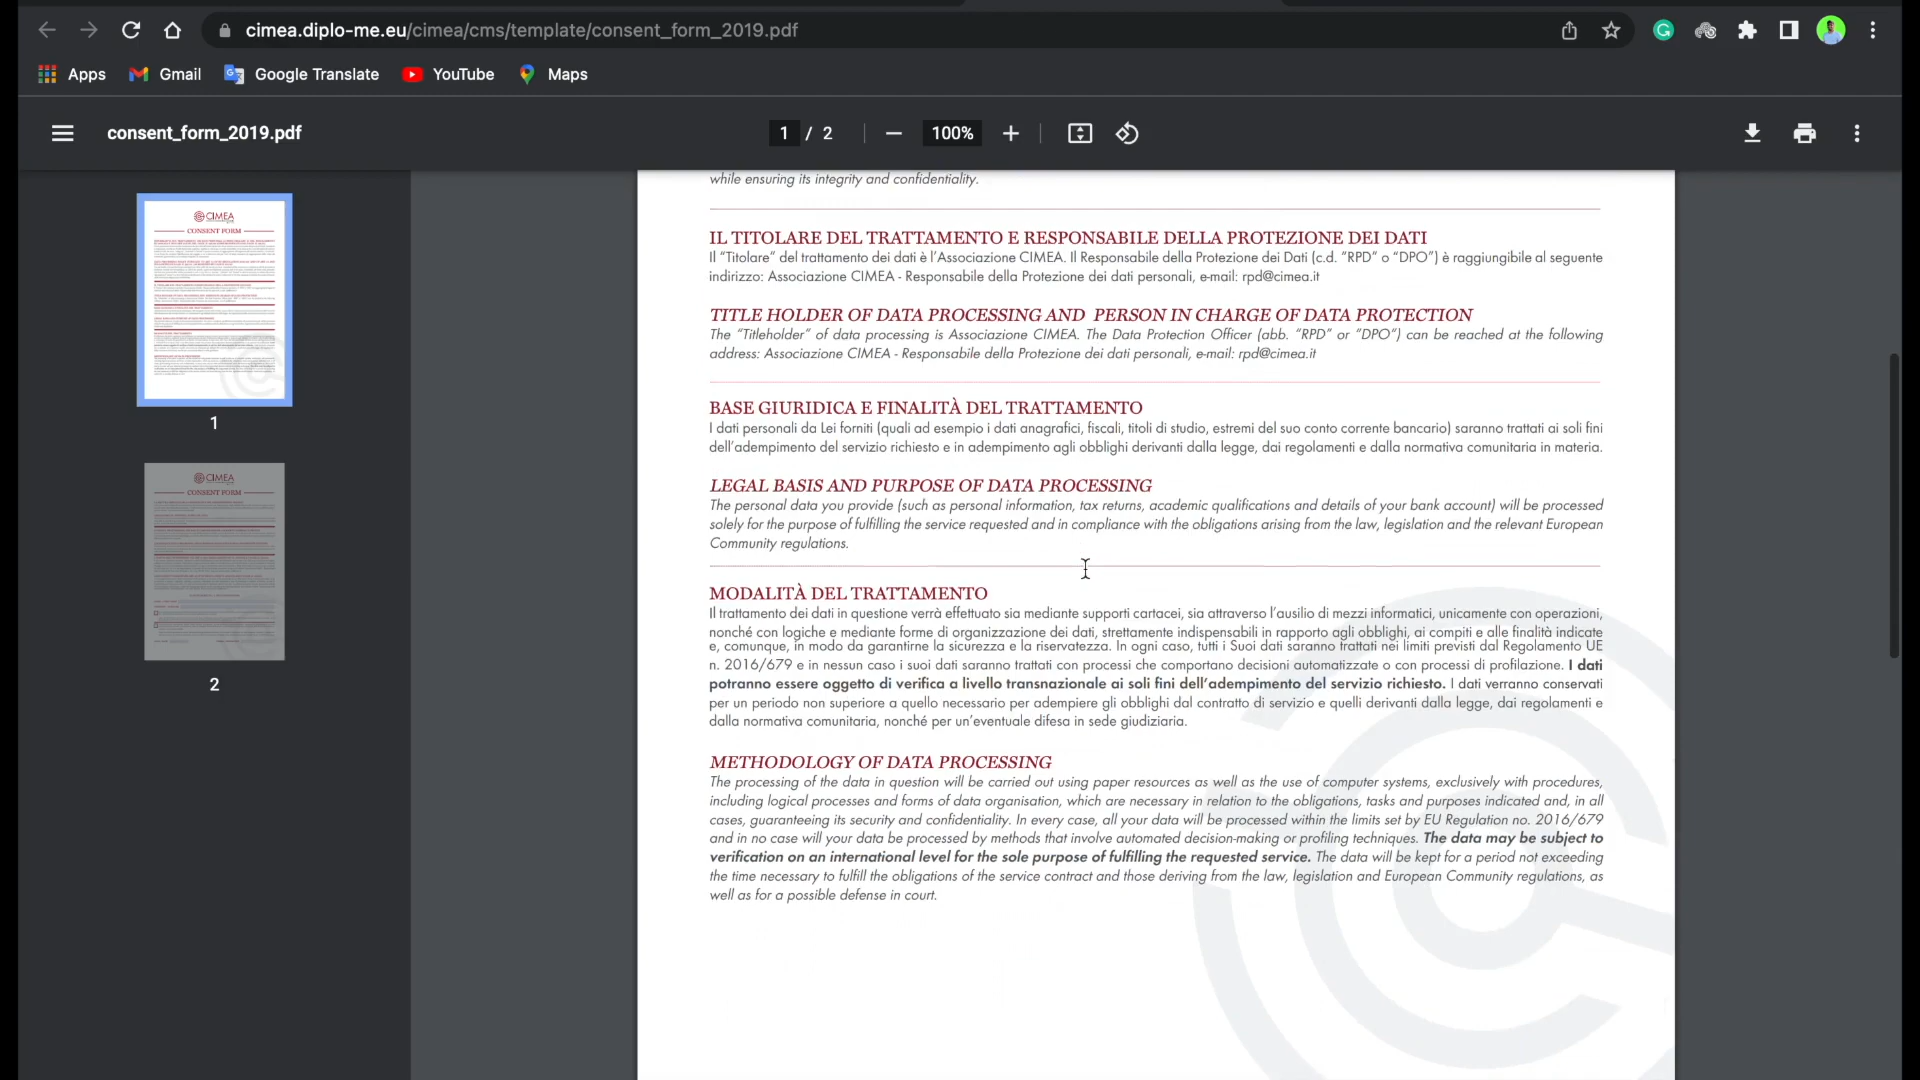 cimea.diplo-me.eu/cimea/cms/template/consent_form_2019.pdf
Apps Gmail Google Translate YouTube Maps
consent_form_2019.pdf 1 / 2 100%
CIMEA
CONSENT FORM
1
CIMEA
CONSENT FORM
2
while ensuring its integrity and confidentiality.
IL TITOLARE DEL TRATTAMENTO E RESPONSABILE DELLA PROTEZIONE DEI DATI
Il “Titolare” del trattamento dei dati è l’Associazione CIMEA. Il Responsabile della Protezione dei Dati (c.d. “RPD” o “DPO”) è raggiungibile al seguente
indirizzo: Associazione CIMEA - Responsabile della Protezione dei dati personali, e-mail: rpd@cimea.it
TITLE HOLDER OF DATA PROCESSING AND PERSON IN CHARGE OF DATA PROTECTION
The “Titleholder” of data processing is Associazione CIMEA. The Data Protection Officer (abb. “RPD” or “DPO”) can be reached at the following
address: Associazione CIMEA - Responsabile della Protezione dei dati personali, e-mail: rpd@cimea.it
BASE GIURIDICA E FINALITÀ DEL TRATTAMENTO
I dati personali da Lei forniti (quali ad esempio i dati anagrafici, fiscali, titoli di studio, estremi del suo conto corrente bancario) saranno trattati ai soli fini
dell’adempimento del servizio richiesto e in adempimento agli obblighi derivanti dalla legge, dai regolamenti e dalla normativa comunitaria in materia.
LEGAL BASIS AND PURPOSE OF DATA PROCESSING
The personal data you provide (such as personal information, tax returns, academic qualifications and details of your bank account) will be processed
solely for the purpose of fulfilling the service requested and in compliance with the obligations arising from the law, legislation and the relevant European
Community regulations.
MODALITÀ DEL TRATTAMENTO
Il trattamento dei dati in questione verrà effettuato sia mediante supporti cartacei, sia attraverso l’ausilio di mezzi informatici, unicamente con operazioni,
nonché con logiche e mediante forme di organizzazione dei dati, strettamente indispensabili in rapporto agli obblighi, ai compiti e alle finalità indicate
e, comunque, in modo da garantirne la sicurezza e la riservatezza. In ogni caso, tutti i Suoi dati saranno trattati nei limiti previsti dal Regolamento UE
n. 2016/679 e in nessun caso i suoi dati saranno trattati con processi che comportano decisioni automatizzate o con processi di profilazione. I dati
potranno essere oggetto di verifica a livello transnazionale ai soli fini dell’adempimento del servizio richiesto. I dati verranno conservati
per un periodo non superiore a quello necessario per adempiere gli obblighi dal contratto di servizio e quelli derivanti dalla legge, dai regolamenti e
dalla normativa comunitaria, nonché per un’eventuale difesa in sede giudiziaria.
METHODOLOGY OF DATA PROCESSING
The processing of the data in question will be carried out using paper resources as well as the use of computer systems, exclusively with procedures,
including logical processes and forms of data organisation, which are necessary in relation to the obligations, tasks and purposes indicated and, in all
cases, guaranteeing its security and confidentiality. In every case, all your data will be processed within the limits set by EU Regulation no. 2016/679
and in no case will your data be processed by methods that involve automated decision-making or profiling techniques. The data may be subject to
verification on an international level for the sole purpose of fulfilling the requested service. The data will be kept for a period not exceeding
the time necessary to fulfill the obligations of the service contract and those deriving from the law, legislation and European Community regulations, as
well as for a possible defense in court.